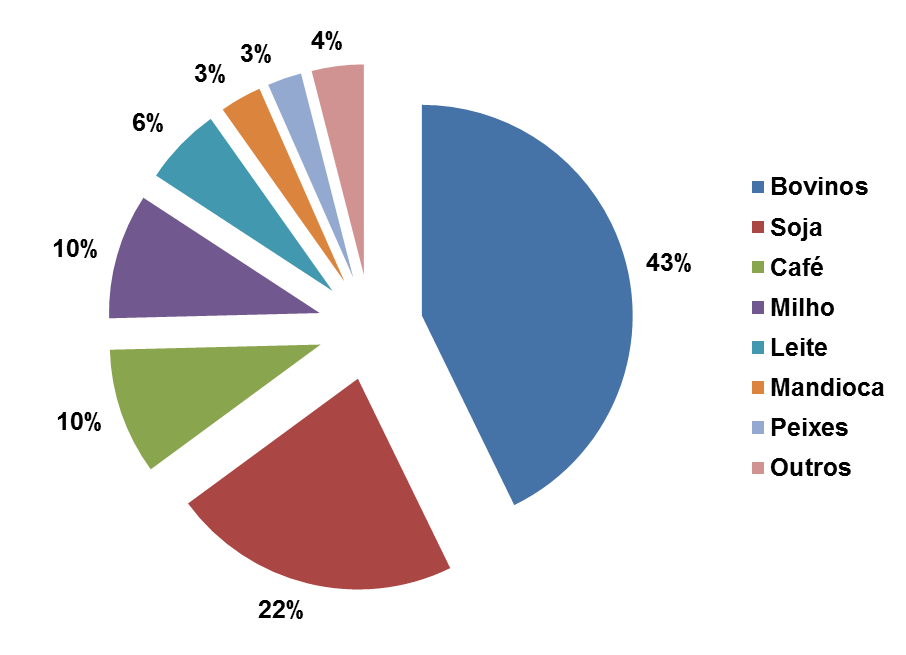 4%
3%
3%
6%
10%
10%
22%
43%
Bovinos
Soja
Café
Milho
Leite
Mandioca
Peixes
Outros